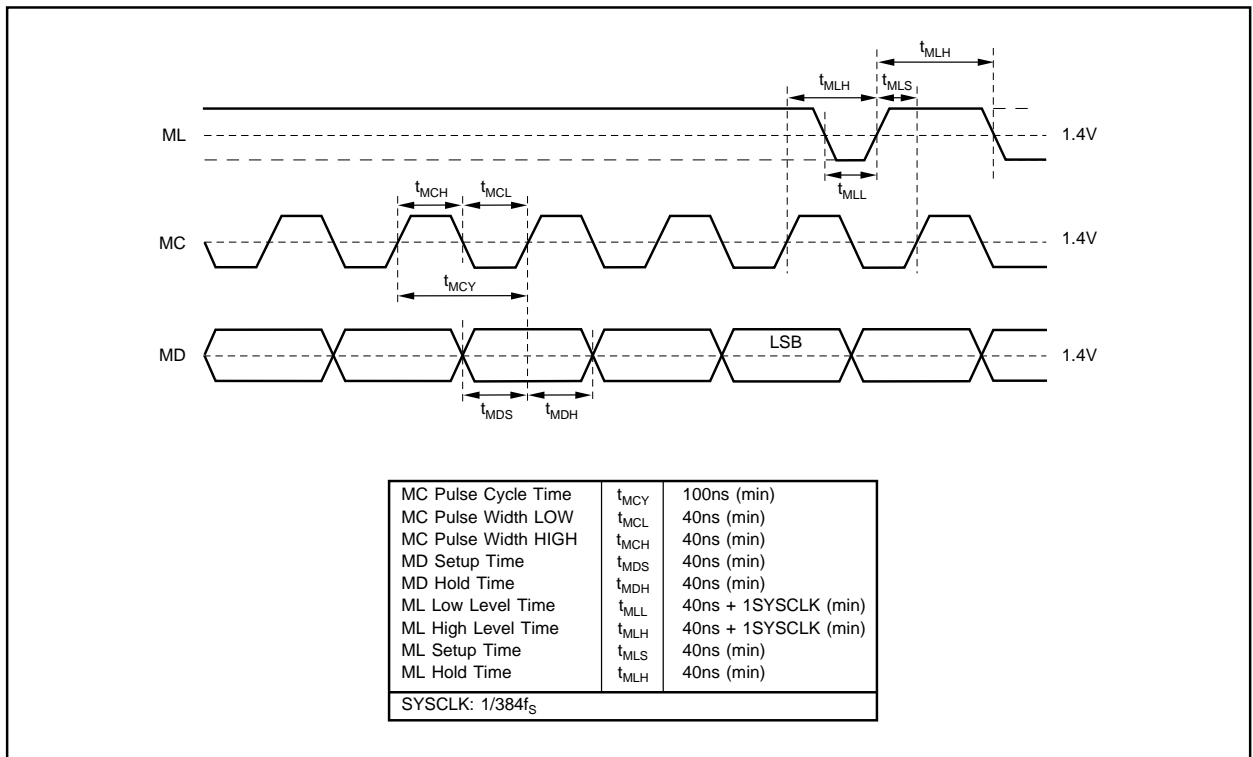 tMLH
tMLH
tMLS
ML
1.4V
tMLL
tMCH
tMCL
MC
1.4V
tMCY
LSB
MD
1.4V
tMDS
tMDH
MC Pulse Cycle Time tMCY 100ns (min)
MC Pulse Width LOW tMCL 40ns (min)
MC Pulse Width HIGH tMCH 40ns (min)
MD Setup Time tMDS 40ns (min)
MD Hold Time tMDH 40ns (min)
ML Low Level Time tMLL 40ns + 1SYSCLK (min)
ML High Level Time tMLH 40ns + 1SYSCLK (min)
ML Setup Time tMLS 40ns (min)
ML Hold Time tMLH 40ns (min)
SYSCLK: 1/384fS